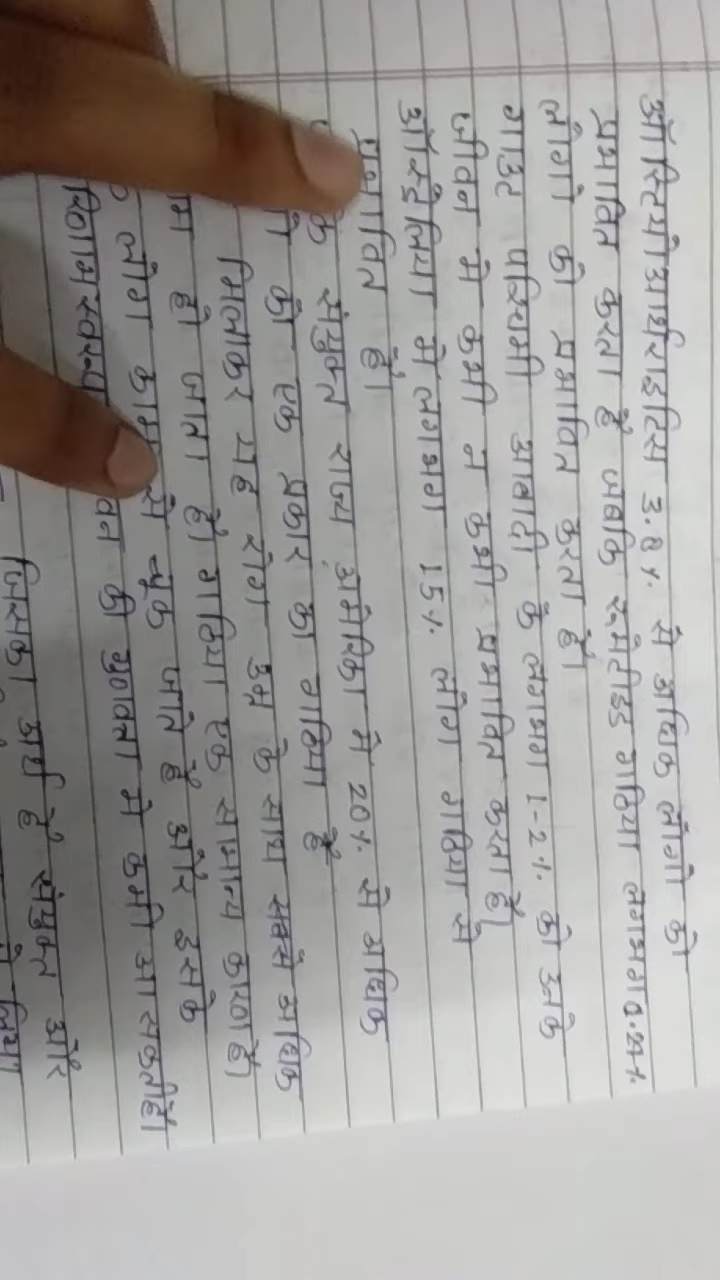 ऑस्टियोआर्थराइटिस 3.8%. से अधिक लोगो को
प्रभावित करता है जबकि रूमेटीइड गठिया लगभग 0.24%.
लोगो को प्रभावित करता है।
गाउट पश्चिमी आबादी के लगभग 1-2%. को उनके
जीवन मे कभी न कभी प्रभावित करता है।
ऑस्ट्रेलिया मे लगभग 15%. लोग गठिया से
प्रभावित है।
के संयुक्त राज्य अमेरिका मे 20%. से अधिक
को एक प्रकार का गठिया है
मिलाकर यह रोग उम्र के साथ सबसे अधिक
हो जाता है। गठिया एक सामान्य कारण है।
लोग काम से चूक जाते है और इसके
की गुणवत्ता मे कमी आ सकती है।
जिसका अर्थ है संयुक्त और